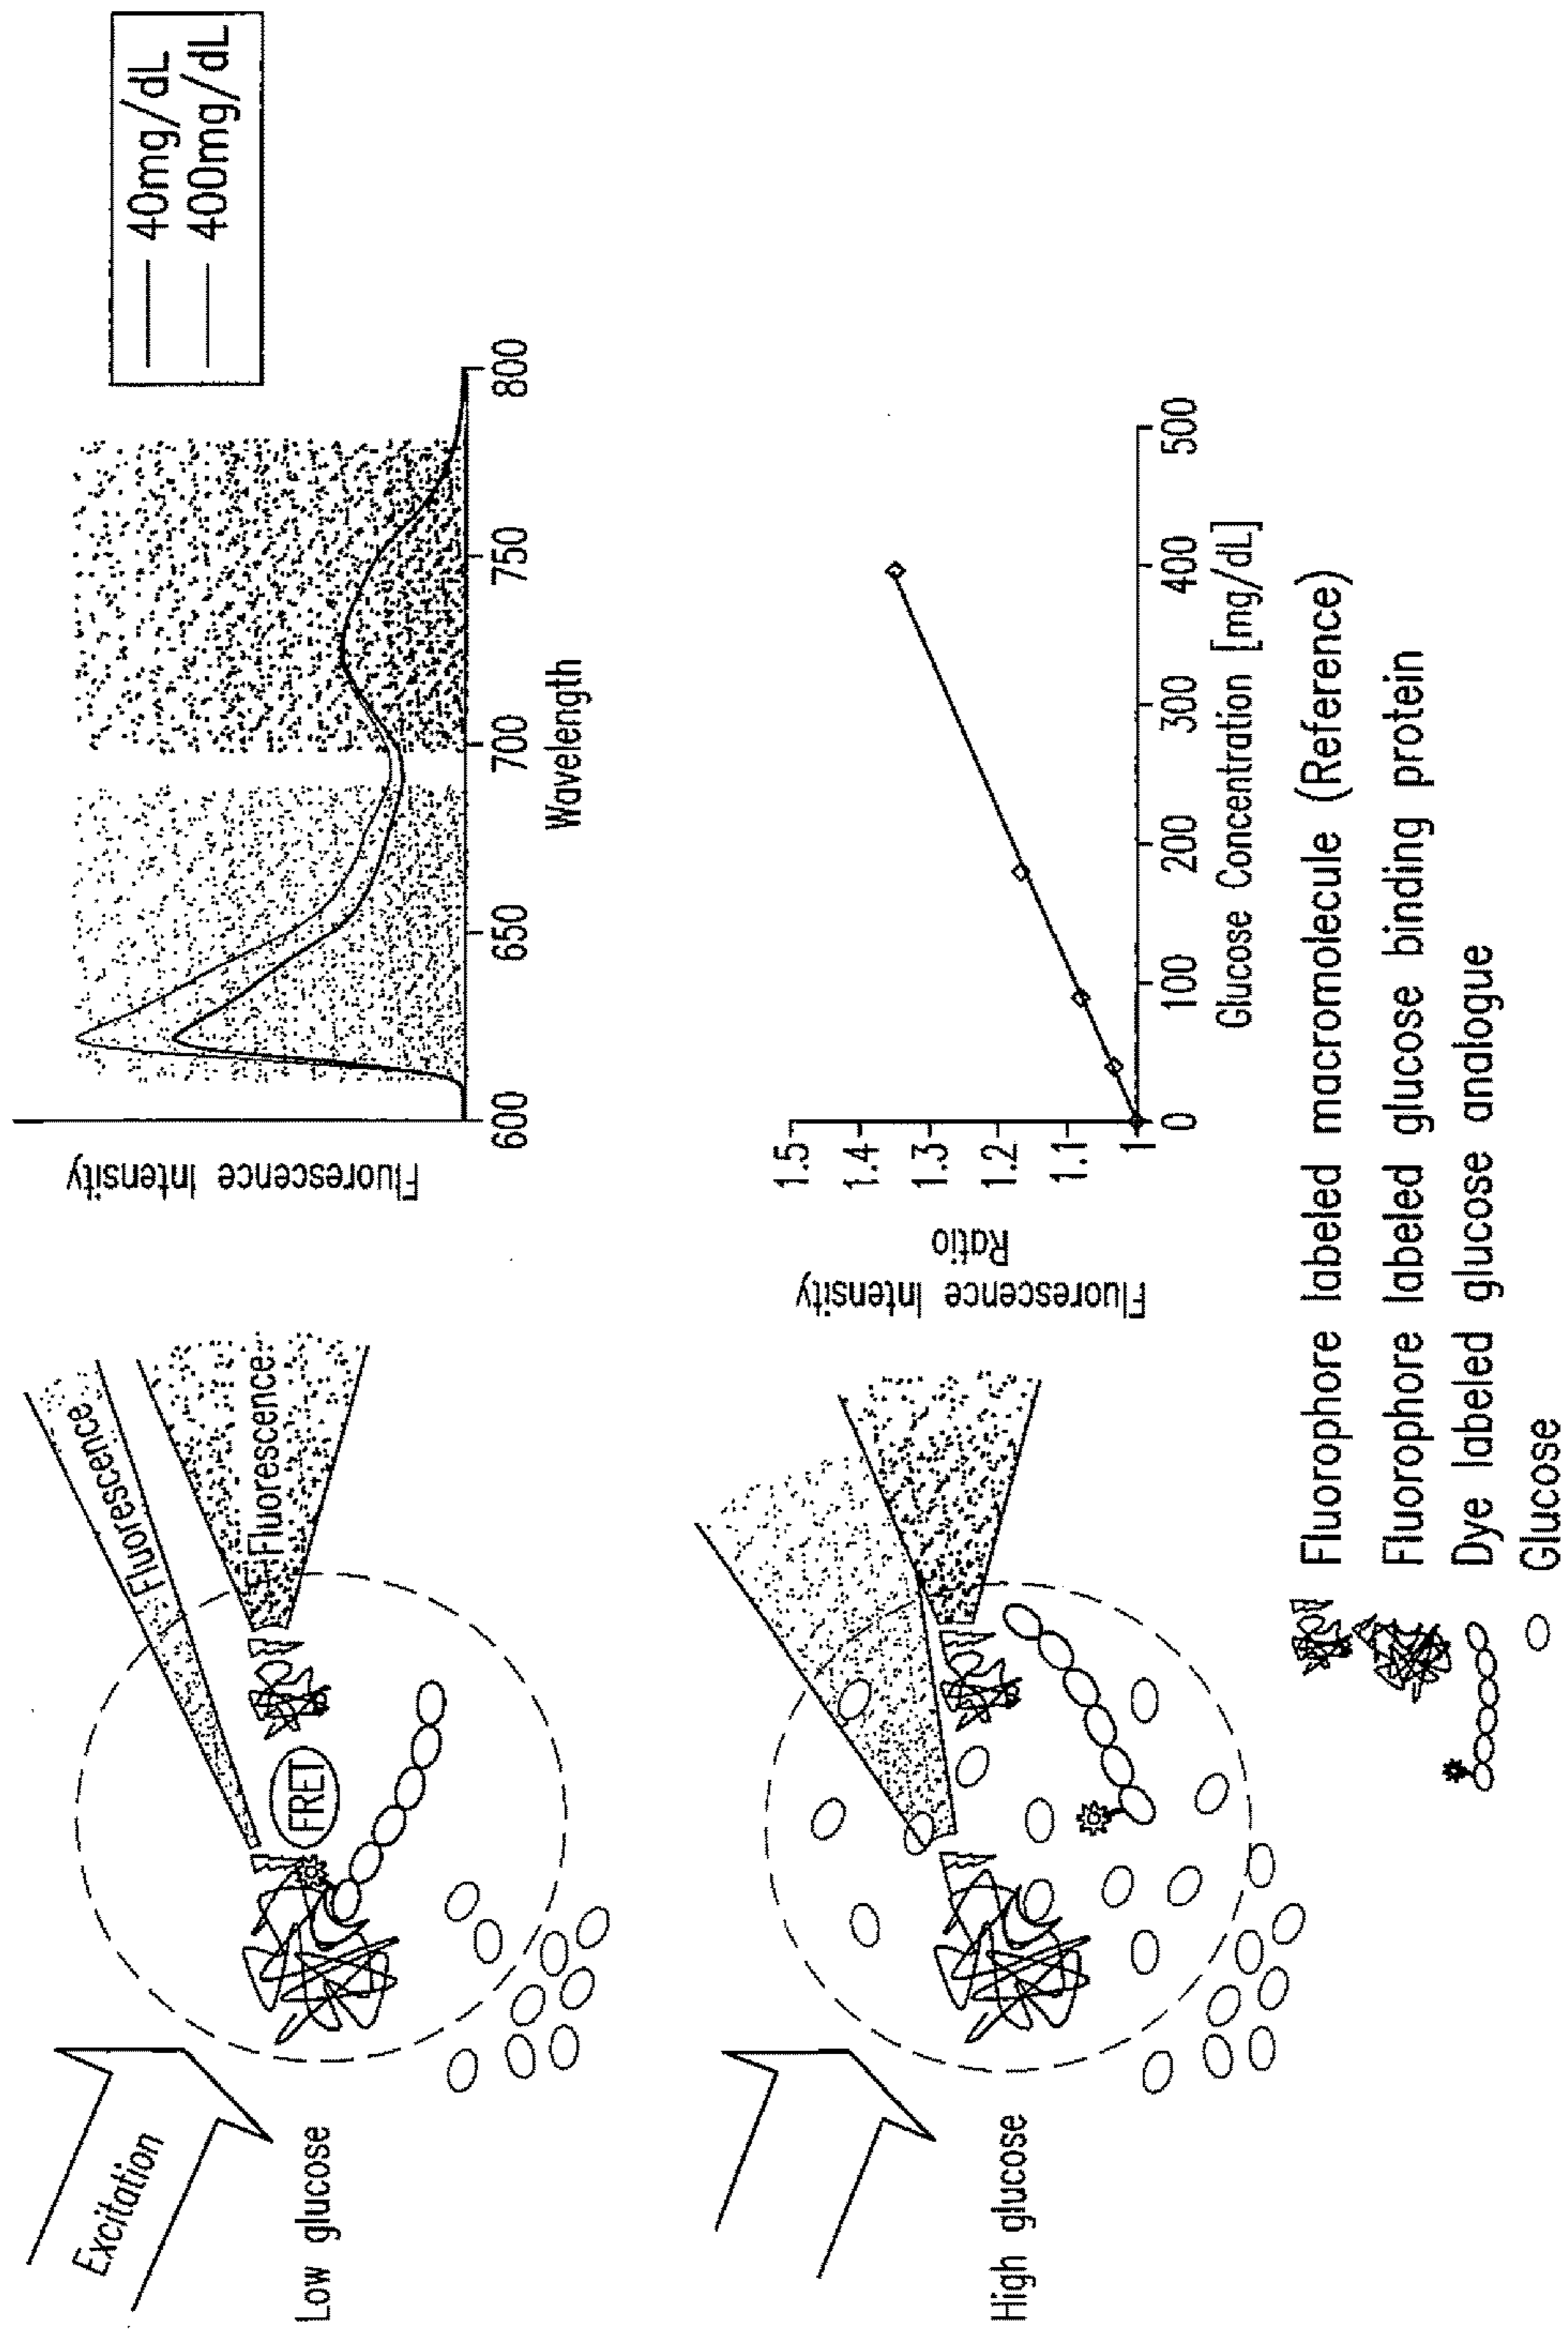 Excitation
Low glucose
Fluorescence
Fluorescence
FRET
40mg/dL
400mg/dL
Fluorescence Intensity
600
650
700
750
800
Wavelength
High glucose
Fluorescence Intensity
Ratio
1.5
1.4
1.3
1.2
1.1
1
0
100
200
300
400
500
Glucose Concentration [mg/dL]
Fluorophore labeled macromolecule (Reference)
Fluorophore labeled glucose binding protein
Dye labeled glucose analogue
Glucose